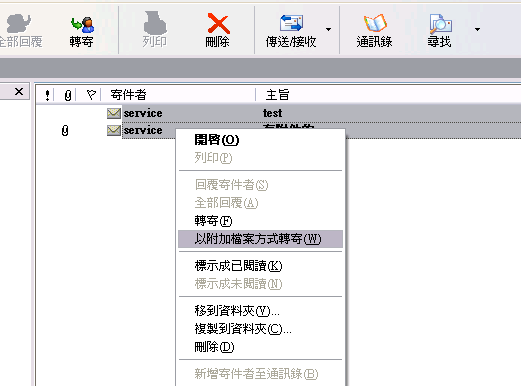 全部回覆 轉寄 列印 刪除 傳送/接收 通訊錄 尋找
! 寄件者 主旨
service test
service
開啓(O)
列印(P)
回覆寄件者(S)
全部回覆(A)
轉寄(F)
以附加檔案方式轉寄(W)
標示成已閱讀(K)
標示成未閱讀(N)
移到資料夾(V)...
複製到資料夾(C)...
刪除(D)
新增寄件者至通訊錄(B)